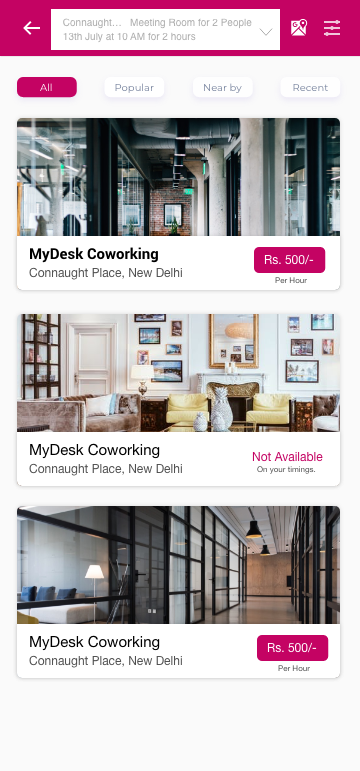 Connaught... Meeting Room for 2 People
13th July at 10 AM for 2 hours
All Popular Near by Recent
MyDesk Coworking
Connaught Place, New Delhi
Rs. 500/-
Per Hour
MyDesk Coworking
Connaught Place, New Delhi
Not Available
On your timings.
MyDesk Coworking
Connaught Place, New Delhi
Rs. 500/-
Per Hour